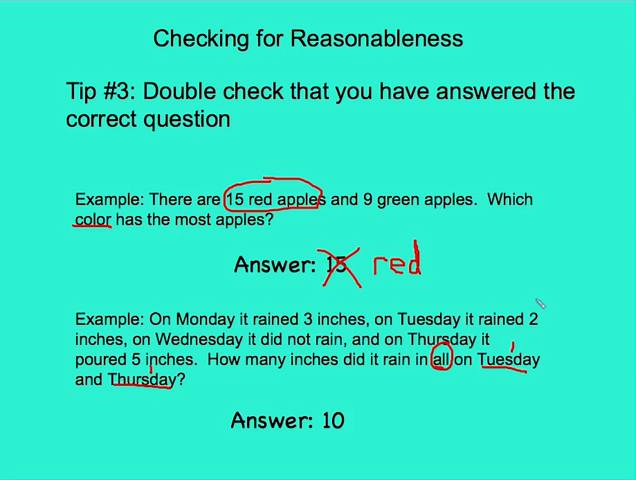 Checking for Reasonableness
Tip #3: Double check that you have answered the
correct question
Example: There are 15 red apples and 9 green apples. Which
color has the most apples?
Answer: 15 red
Example: On Monday it rained 3 inches, on Tuesday it rained 2
inches, on Wednesday it did not rain, and on Thursday it
poured 5 inches. How many inches did it rain in all on Tuesday
and Thursday?
Answer: 10